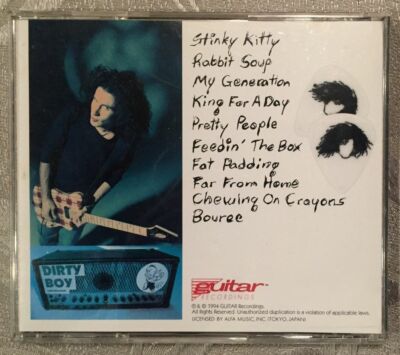 Stinky Kitty
Rabbit Soup
My Generation
King For A Day
Pretty People
Feedin' The Box
Fat Padding
Far From Home
Chewing On Crayons
Bouree
DIRTY
BOY
guitar™
RECORDINGS
℗ & © 1994 GUITAR Recordings.
All Rights Reserved. Unauthorized duplication is a violation of applicable laws.
LICENSED BY ALFA MUSIC, INC. (TOKYO, JAPAN)